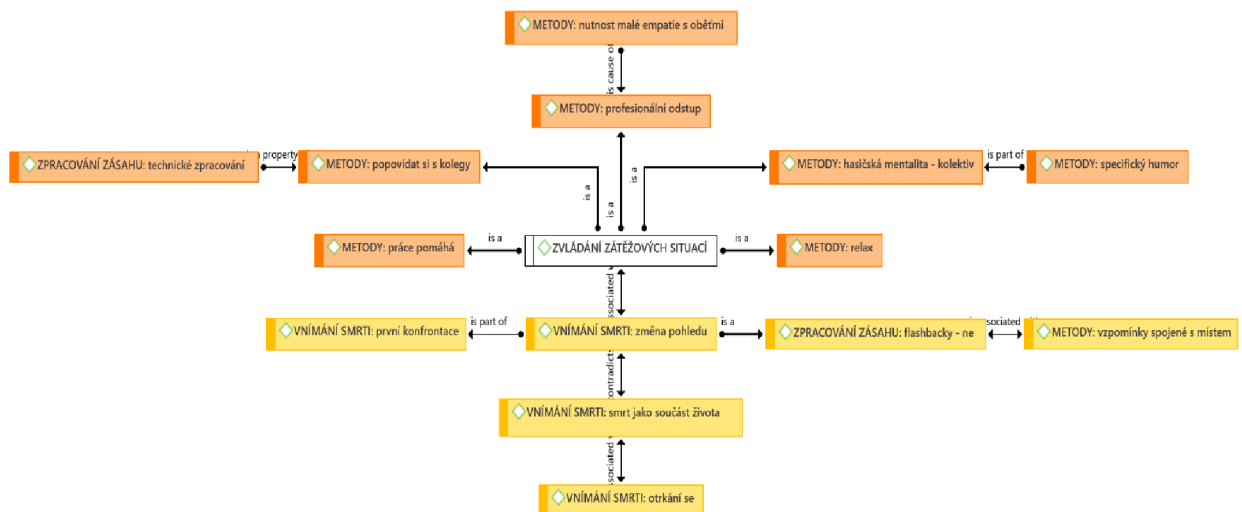 METODY: nutnost malé empatie s oběťmi
is cause of
METODY: profesionální odstup
ZPRACOVÁNÍ ZÁSAHU: technické zpracování
property
METODY: popovídat si s kolegy
METODY: hasičská mentalita - kolektiv
is part of
METODY: specifický humor
is a
is a
is a
METODY: práce pomáhá
is a
ZVLÁDÁNÍ ZÁTĚŽOVÝCH SITUACÍ
is a
METODY: relax
VNÍMÁNÍ SMRTI: první konfrontace
is part of
VNÍMÁNÍ SMRTI: změna pohledu
is a
ZPRACOVÁNÍ ZÁSAHU: flashbacky - ne
METODY: vzpomínky spojené s místem
VNÍMÁNÍ SMRTI: smrt jako součást života
VNÍMÁNÍ SMRTI: otrkání se